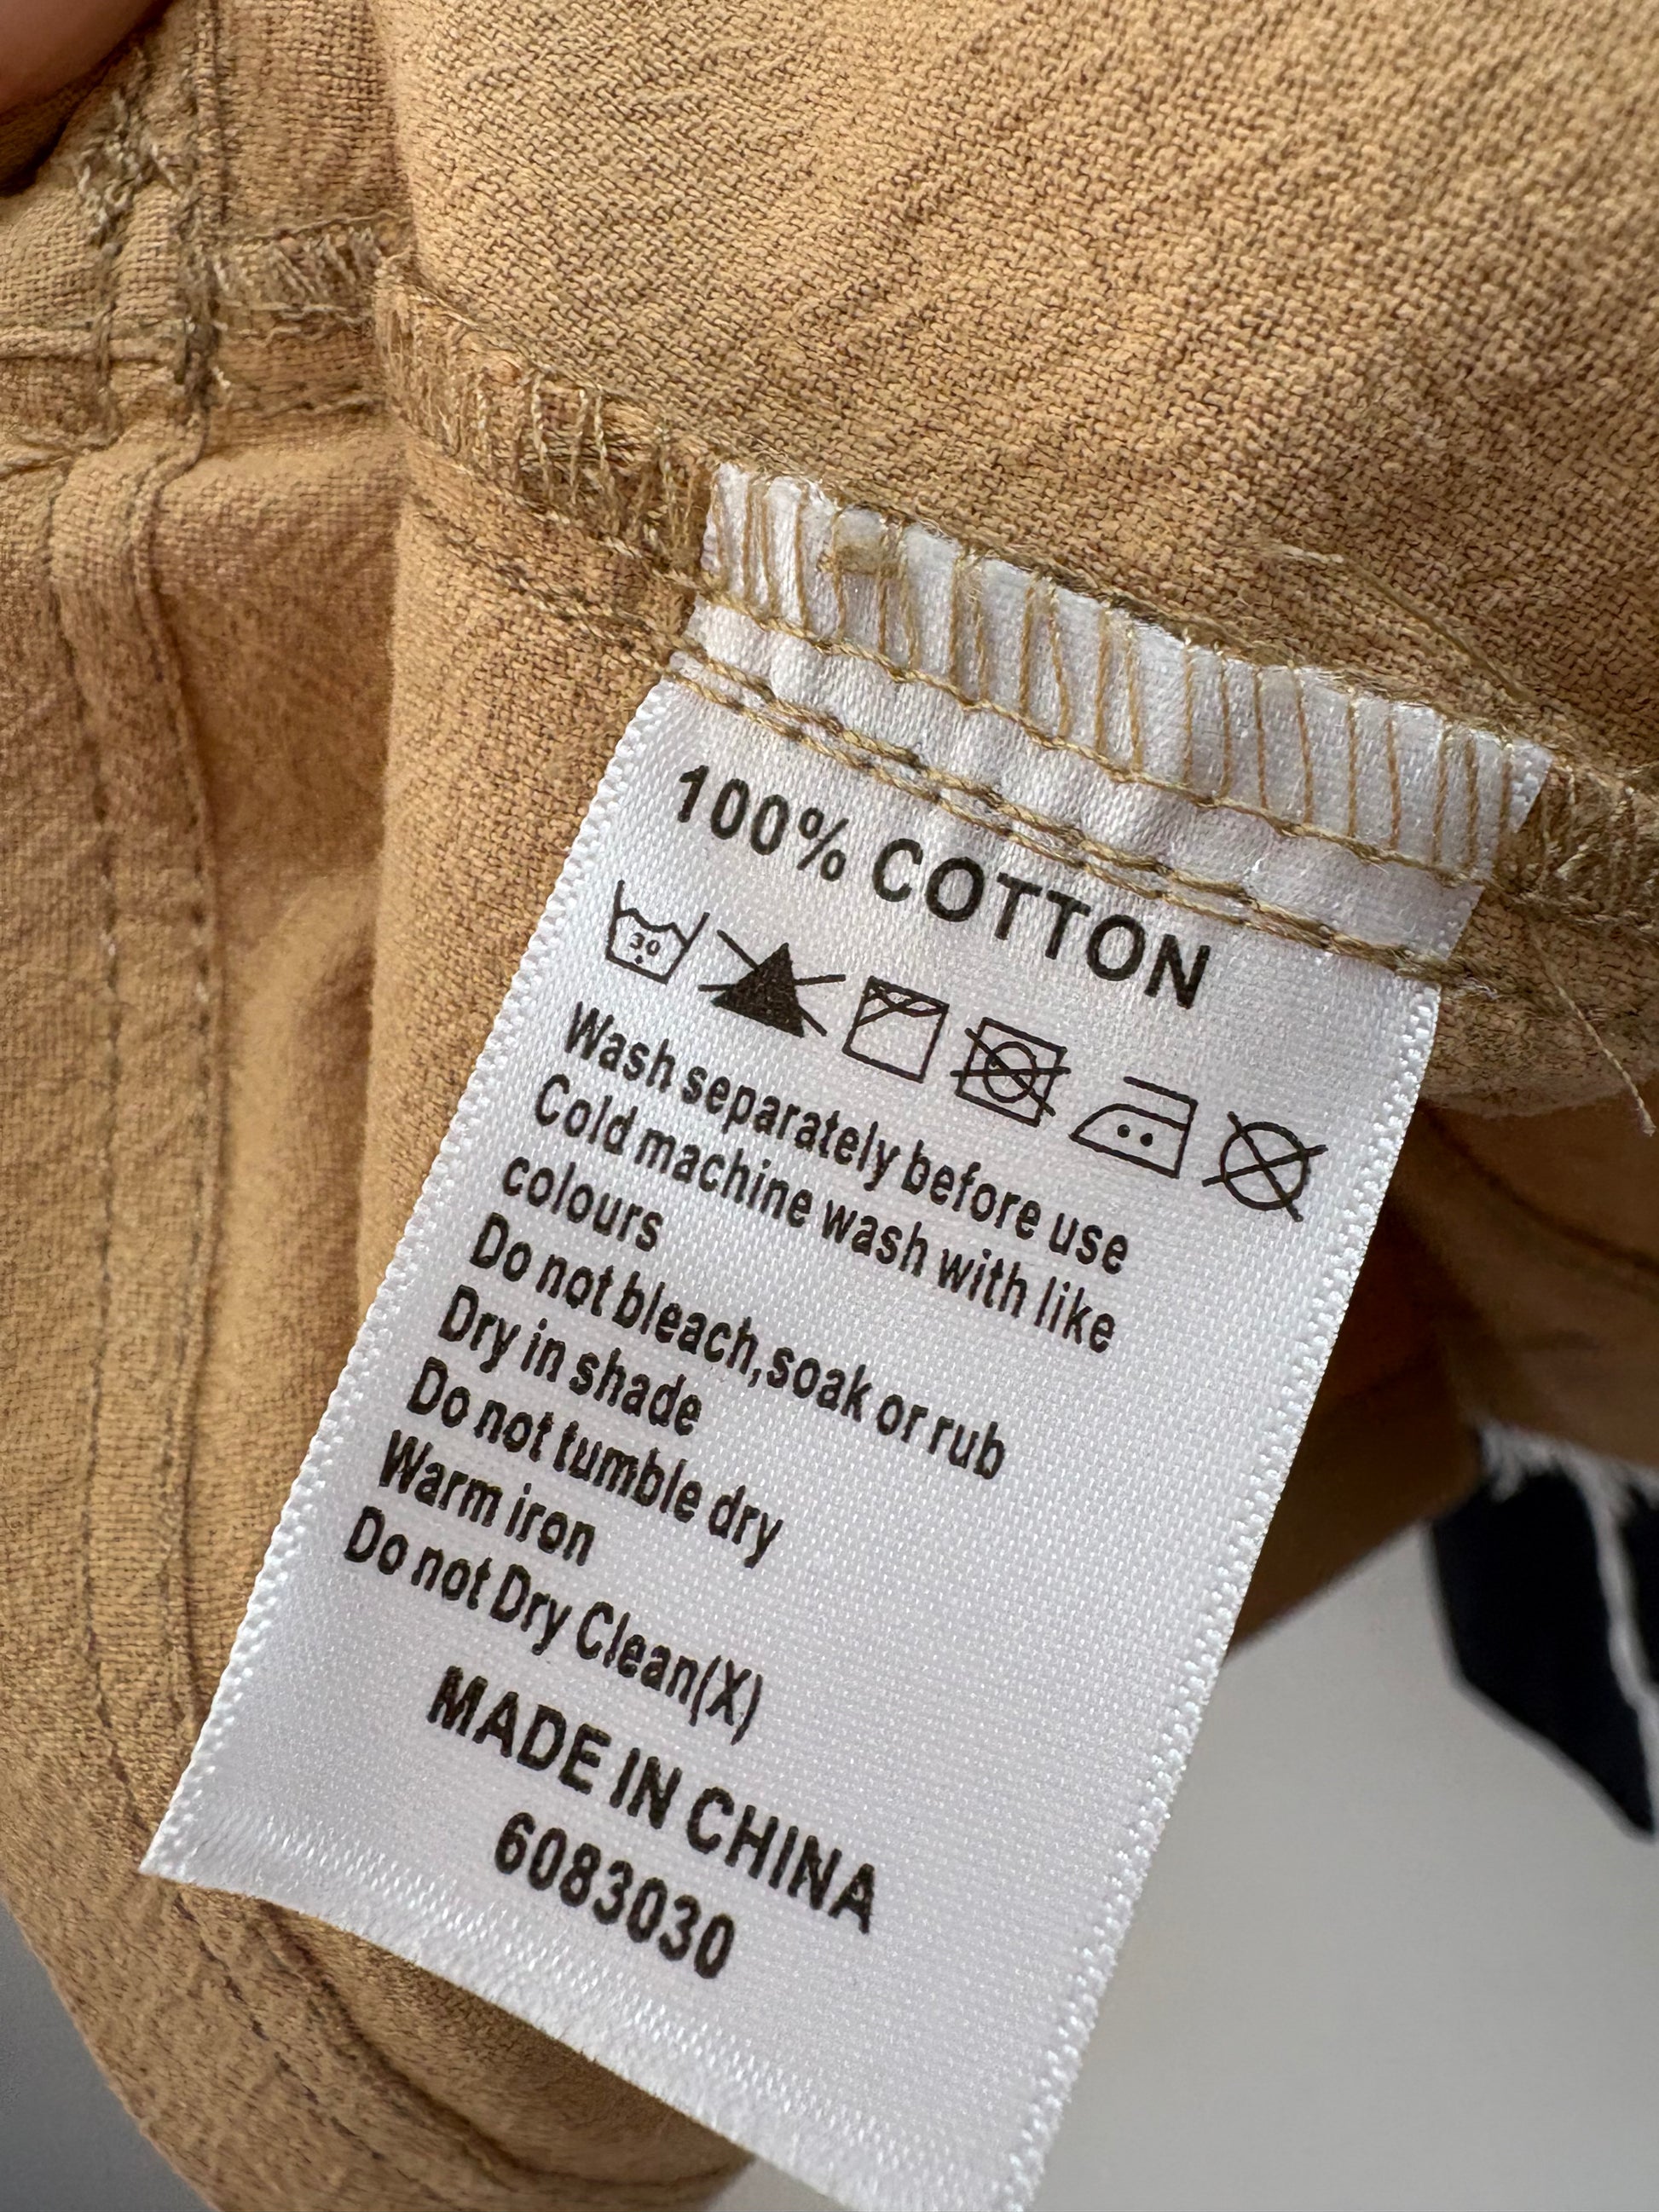 100% COTTON
30
Wash separately before use
Cold machine wash with like
colours
Do not bleach,soak or rub
Dry in shade
Do not tumble dry
Warm iron
Do not Dry Clean(X)
MADE IN CHINA
6083030